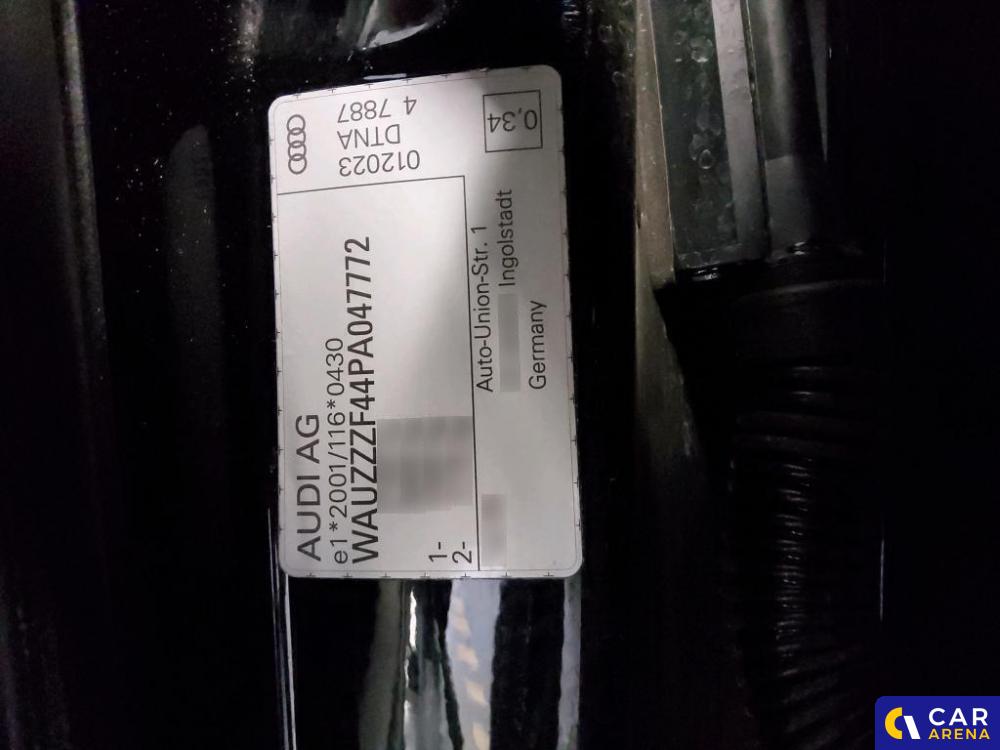 AUDI AG
e1*2001/116*0430
WAUZZZF44PA047772
1-
2-
012023
DTNA
4 7887
Auto-Union-Str. 1
Ingolstadt
Germany
0,34
CAR
ARENA